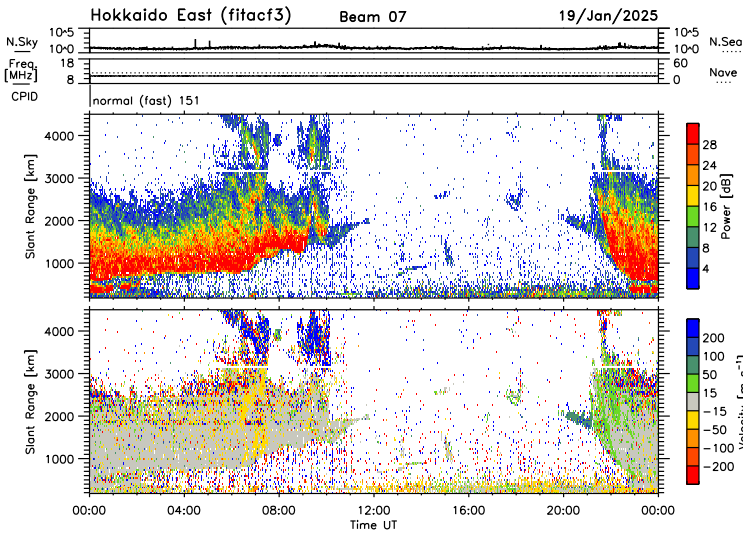 Hokkaido East (fitacf3) Beam 07 19/Jan/2025
N.Sky 10^5 10^0 10^5 10^0 N.Sea
Freq. [MHz] 18 8 60 0 Nave
CPID normal (fast) 151
Slant Range [km] 4000 3000 2000 1000
Power [dB] 28 24 20 16 12 8 4
Slant Range [km] 4000 3000 2000 1000
200 100 50 15 -15 -50 -100 -200
00:00 04:00 08:00 12:00 16:00 20:00 00:00
Time UT